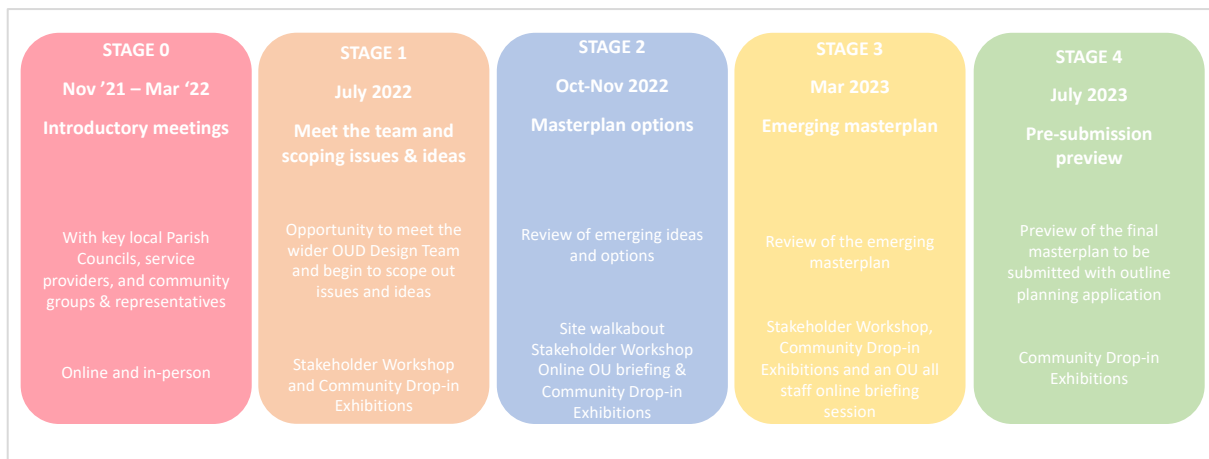 STAGE 0
Nov ’21 – Mar ‘22
Introductory meetings
With key local Parish
Councils, service
providers, and community
groups & representatives
Online and in-person
STAGE 1
July 2022
Meet the team and
scoping issues & ideas
Opportunity to meet the
wider OUD Design Team
and begin to scope out
issues and ideas
Stakeholder Workshop
and Community Drop-in
Exhibitions
STAGE 2
Oct-Nov 2022
Masterplan options
Review of emerging ideas
and options
Site walkabout
Stakeholder Workshop
Online OU briefing &
Community Drop-in
Exhibitions
STAGE 3
Mar 2023
Emerging masterplan
Review of the emerging
masterplan
Stakeholder Workshop,
Community Drop-in
Exhibitions and an OU all
staff online briefing
session
STAGE 4
July 2023
Pre-submission
preview
Preview of the final
masterplan to be
submitted with outline
planning application
Community Drop-in
Exhibitions